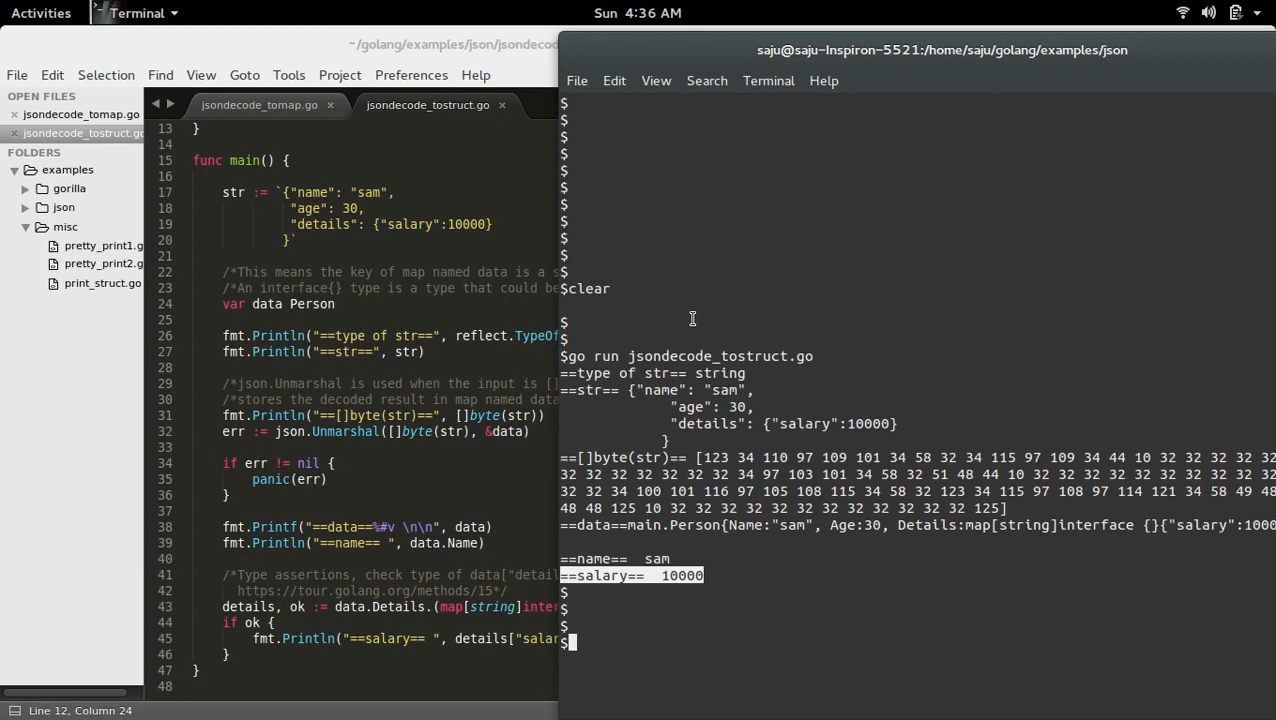 Activities Terminal Sun 4:36 AM
~/golang/examples/json/jsondeco
File Edit Selection Find View Goto Tools Project Preferences Help
OPEN FILES
jsondecode_tomap.go
jsondecode_tostruct.go
FOLDERS
examples
gorilla
json
misc
pretty_print1.g
pretty_print2.g
print_struct.go
jsondecode_tomap.go × jsondecode_tostruct.go ×
13 }
14
15 func main() {
16
17 str := `{"name": "sam",
18 "age": 30,
19 "details": {"salary":10000}
20 }`
21
22 /*This means the key of map named data is a s
23 /*An interface{} type is a type that could be
24 var data Person
25
26 fmt.Println("==type of str==", reflect.TypeOf
27 fmt.Println("==str==", str)
28
29 /*json.Unmarshal is used when the input is []
30 /*stores the decoded result in map named data
31 fmt.Println("==[]byte(str)==", []byte(str))
32 err := json.Unmarshal([]byte(str), &data)
33
34 if err != nil {
35 panic(err)
36 }
37
38 fmt.Printf("==data==%#v \n\n", data)
39 fmt.Println("==name== ", data.Name)
40
41 /*Type assertions, check type of data["detail
42 https://tour.golang.org/methods/15*/
43 details, ok := data.Details.(map[string]inter
44 if ok {
45 fmt.Println("==salary== ", details["salar
46 }
47 }
48
Line 12, Column 24
saju@saju-Inspiron-5521:/home/saju/golang/examples/json
File Edit View Search Terminal Help
$
$
$
$
$
$
$
$
$
$
$
$clear
$
$
$go run jsondecode_tostruct.go
==type of str== string
==str== {"name": "sam",
"age": 30,
"details": {"salary":10000}
}
==[]byte(str)== [123 34 110 97 109 101 34 58 32 34 115 97 109 34 44 10 32 32 32 32 32
32 32 32 32 32 32 32 34 97 103 101 34 58 32 51 48 44 10 32 32 32 32 32 32 32 32 32 32
32 32 34 100 101 116 97 105 108 115 34 58 32 123 34 115 97 108 97 114 121 34 58 49 48
48 48 125 10 32 32 32 32 32 32 32 32 32 32 32 125]
==data==main.Person{Name:"sam", Age:30, Details:map[string]interface {}{"salary":1000
==name== sam
==salary== 10000
$
$
$
$